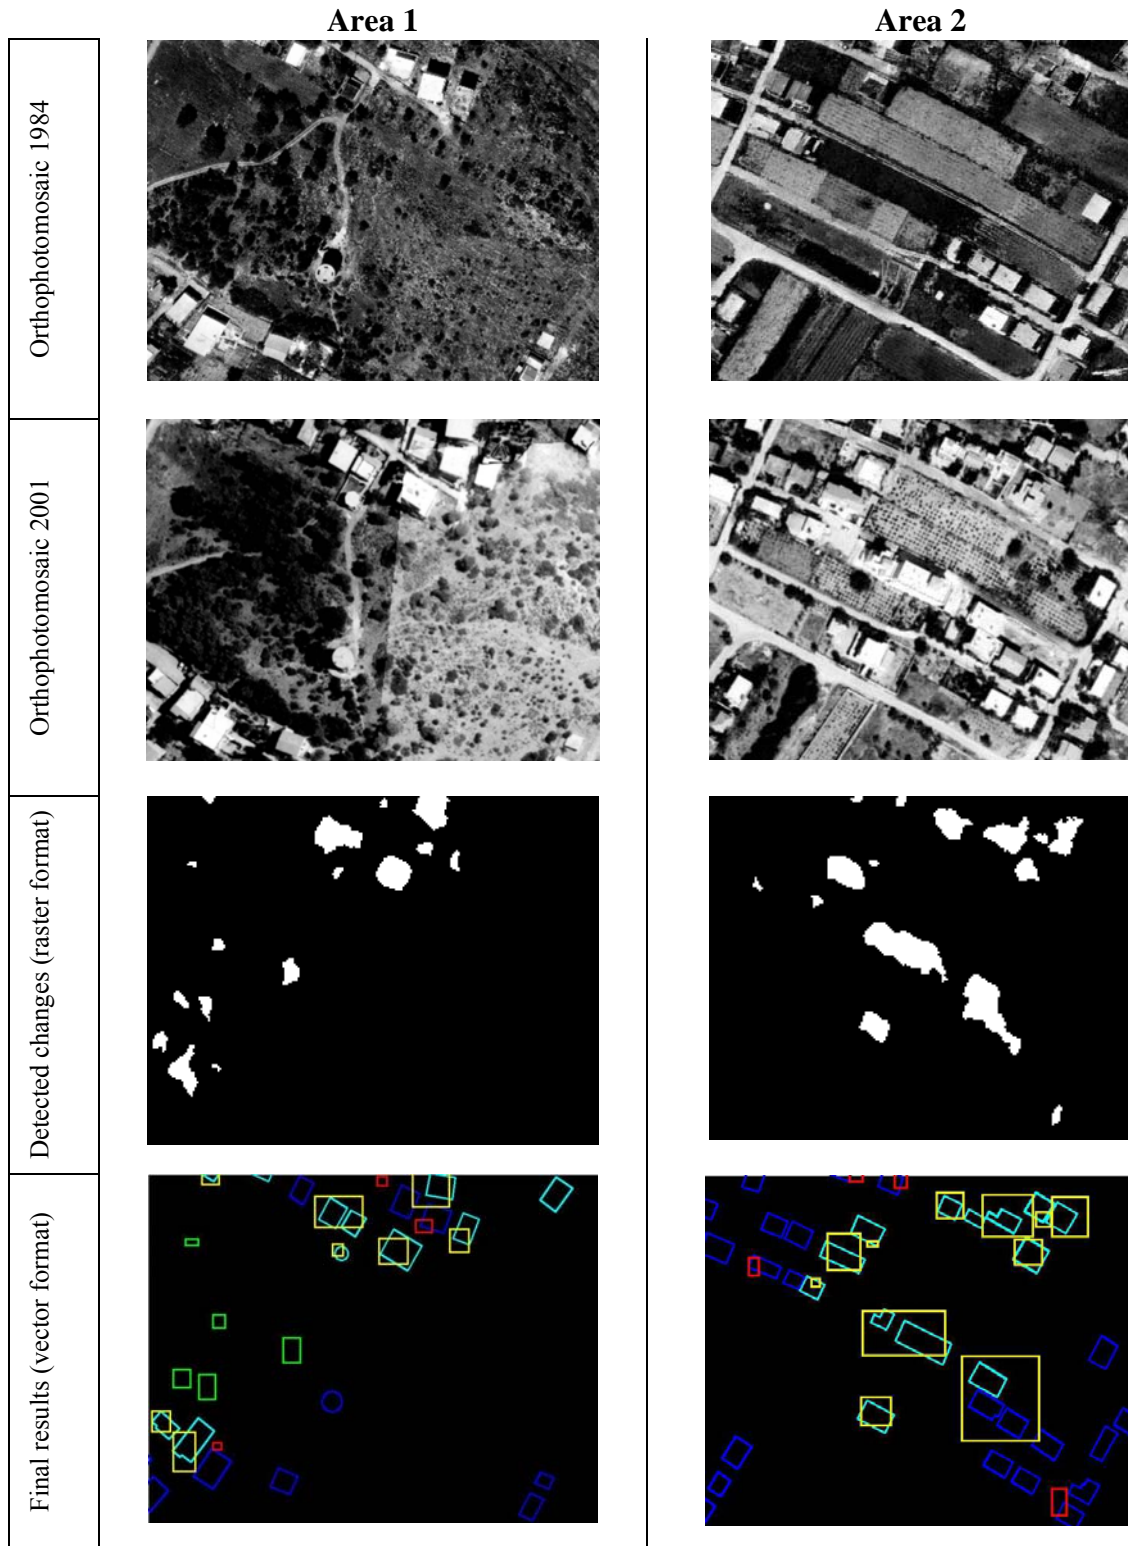 Area 1
Area 2
Orthophotomosaic 1984
Orthophotomosaic 2001
Detected changes (raster format)
Final results (vector format)